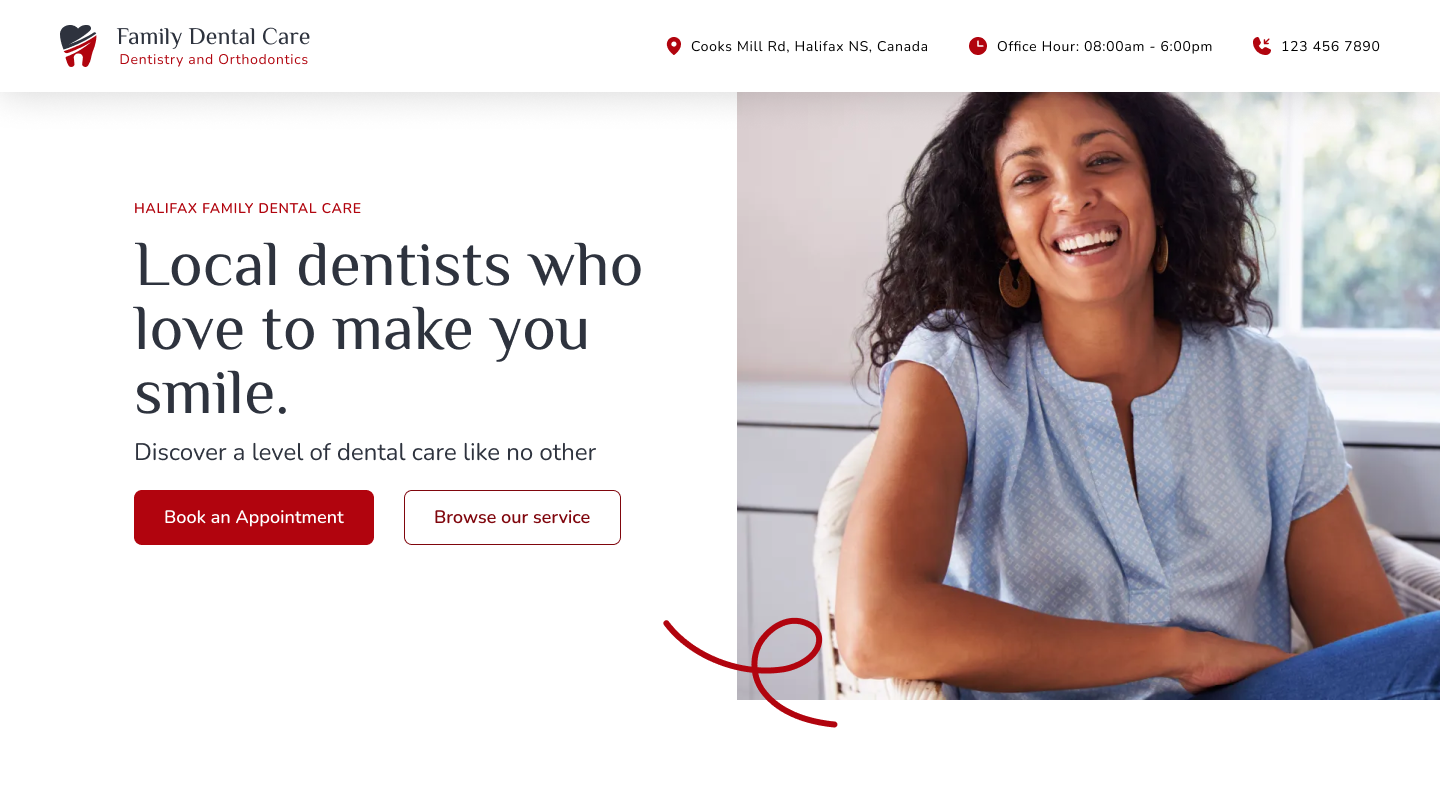 Family Dental Care
Dentistry and Orthodontics
Cooks Mill Rd, Halifax NS, Canada
Office Hour: 08:00am - 6:00pm
123 456 7890
HALIFAX FAMILY DENTAL CARE
Local dentists who
love to make you
smile.
Discover a level of dental care like no other
Book an Appointment
Browse our service